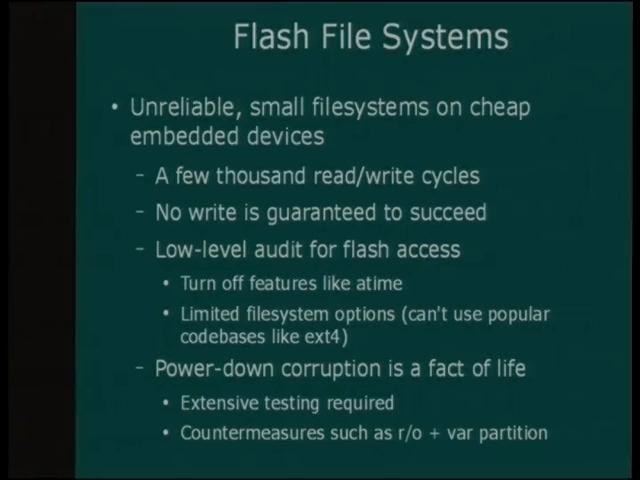 Flash File Systems
• Unreliable, small filesystems on cheap
embedded devices
– A few thousand read/write cycles
– No write is guaranteed to succeed
– Low-level audit for flash access
• Turn off features like atime
• Limited filesystem options (can't use popular
codebases like ext4)
– Power-down corruption is a fact of life
• Extensive testing required
• Countermeasures such as r/o + var partition